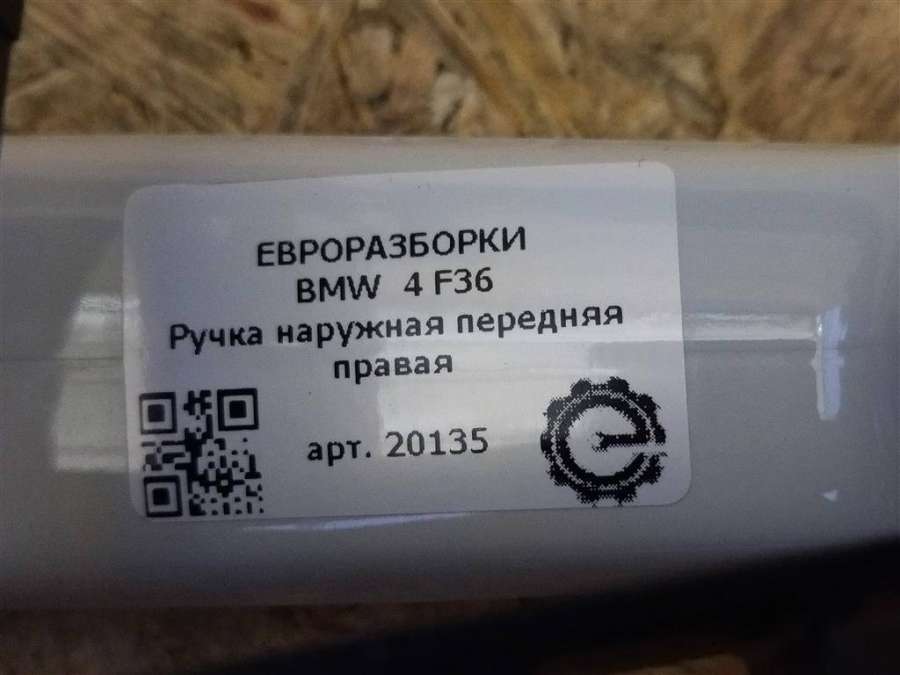 ЕВРОРАЗБОРКИ
BMW 4 F36
Ручка наружная передняя
правая
арт. 20135